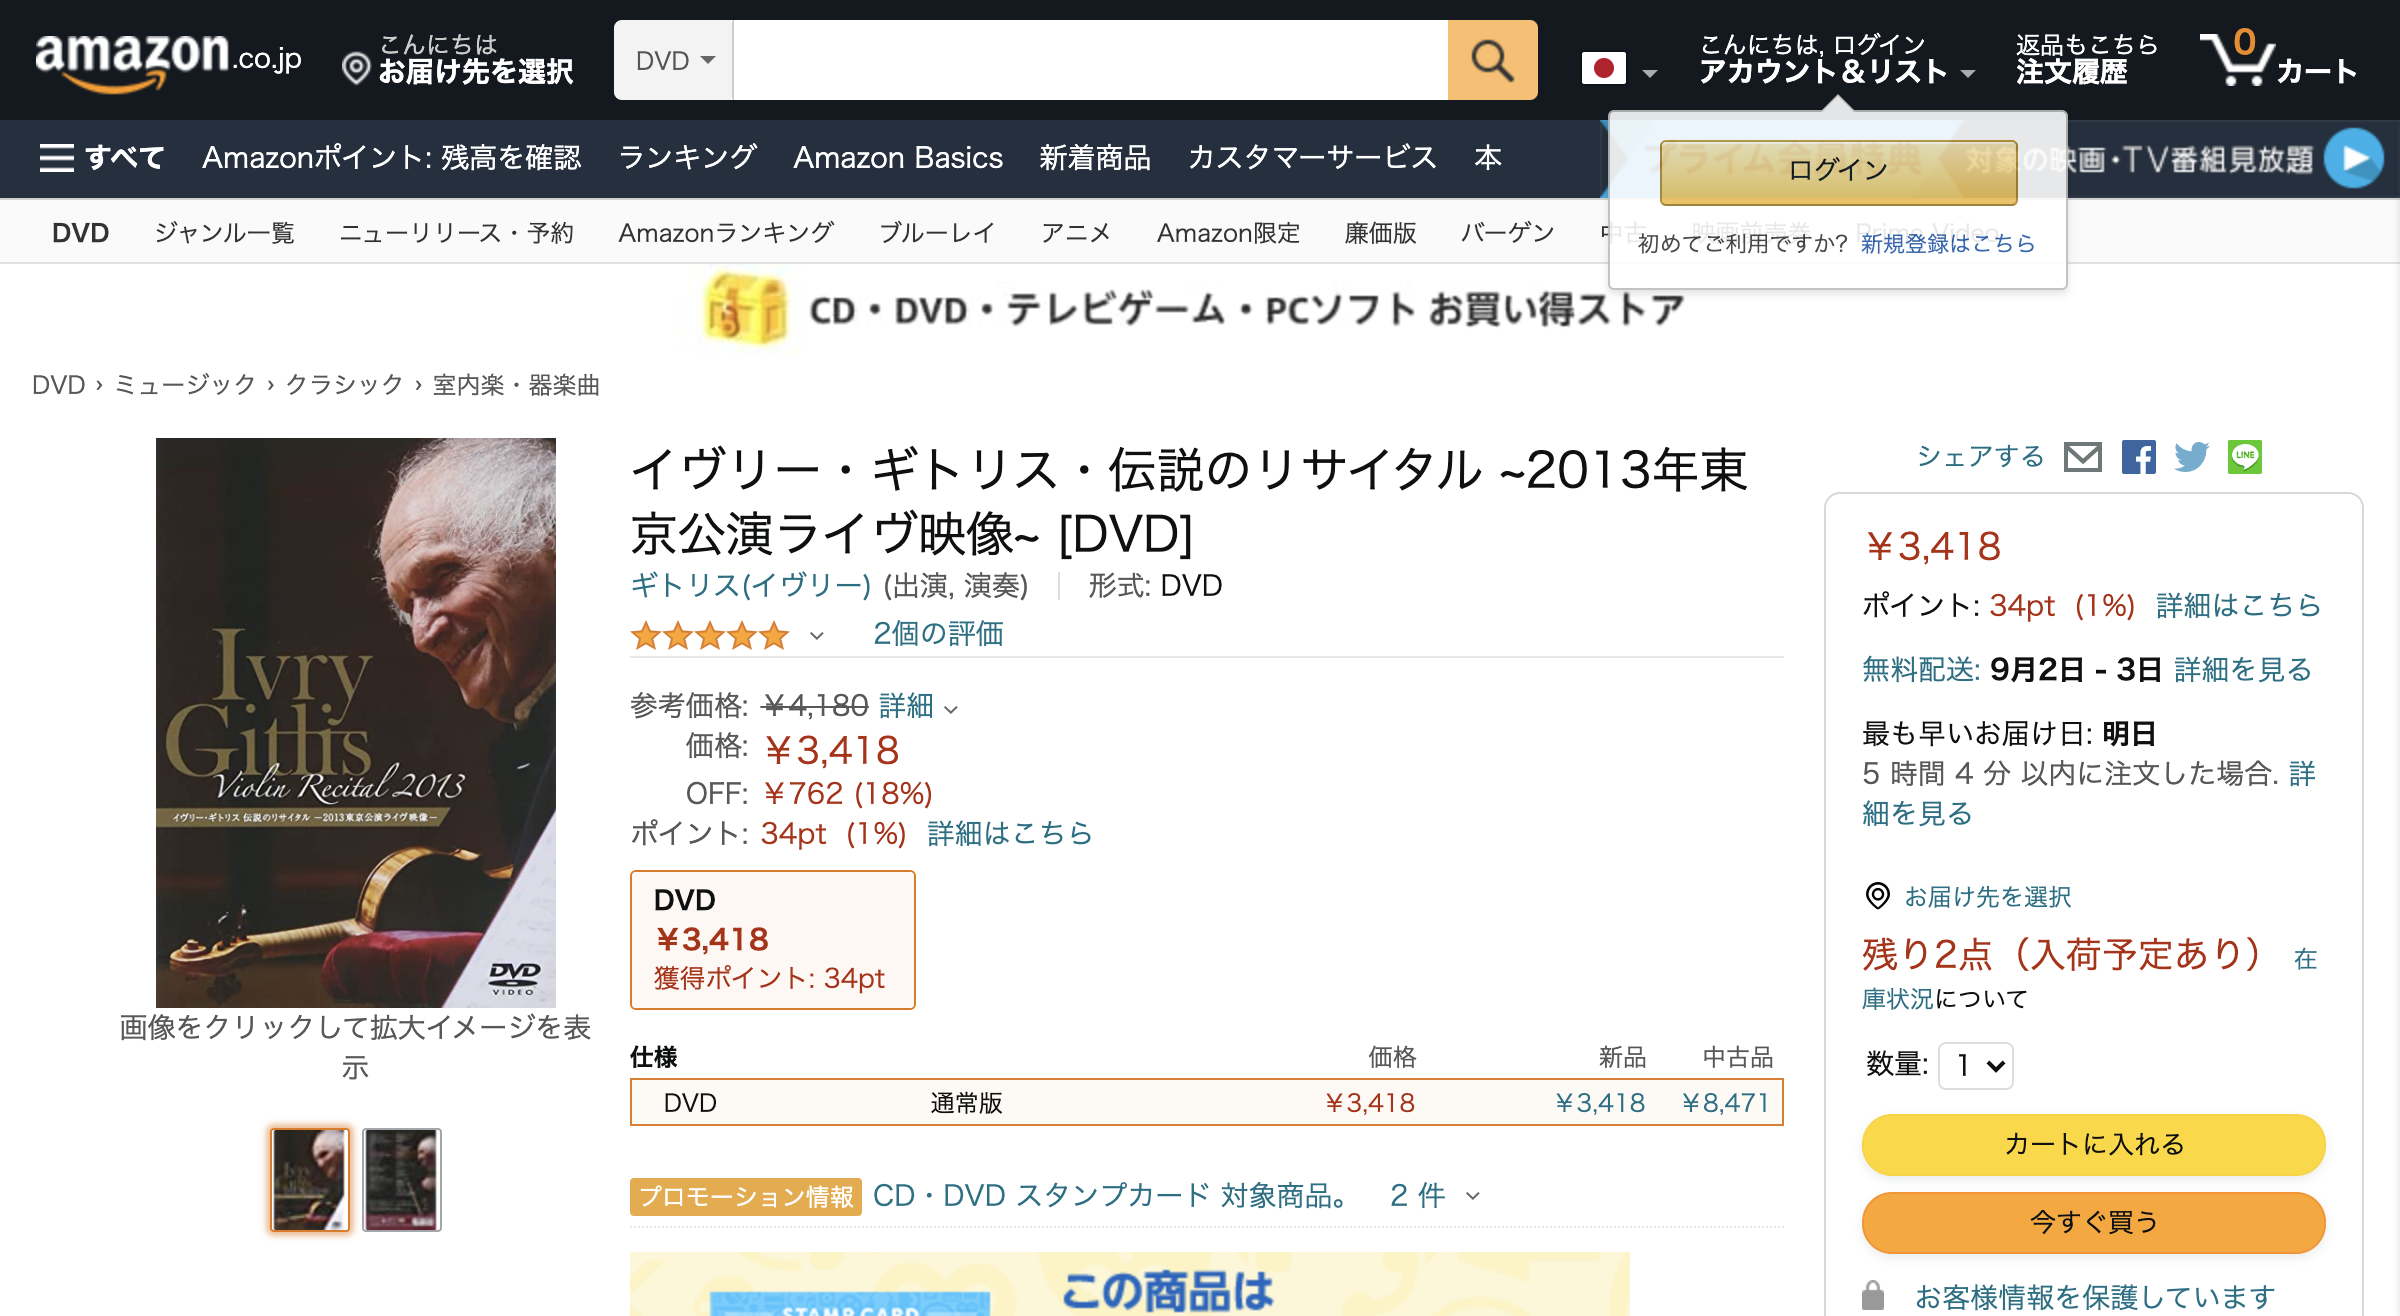 amazon.co.jp
こんにちは
お届け先を選択
DVD
こんにちは, ログイン
アカウント＆リスト
返品もこちら
注文履歴
0
カート
すべて
Amazonポイント: 残高を確認
ランキング
Amazon Basics
新着商品
カスタマーサービス
本
プライム会員特典
対象の映画・TV番組見放題
ログイン
初めてご利用ですか? 新規登録はこちら
DVD
ジャンル一覧
ニューリリース・予約
Amazonランキング
ブルーレイ
アニメ
Amazon限定
廉価版
バーゲン
中古
映画前売券
Prime Video
CD・DVD・テレビゲーム・PCソフト お買い得ストア
DVD › ミュージック › クラシック › 室内楽・器楽曲
Ivry
Gitlis
Violin Recital 2013
イヴリー・ギトリス 伝説のリサイタル －2013東京公演ライヴ映像－
DVD
VIDEO
画像をクリックして拡大イメージを表
示
イヴリー・ギトリス・伝説のリサイタル ~2013年東
京公演ライヴ映像~ [DVD]
ギトリス(イヴリー) (出演, 演奏)
形式: DVD
2個の評価
参考価格: ￥4,180 詳細
価格: ￥3,418
OFF: ￥762 (18%)
ポイント: 34pt (1%) 詳細はこちら
DVD
￥3,418
獲得ポイント: 34pt
仕様 価格 新品 中古品
DVD 通常版 ￥3,418 ￥3,418 ￥8,471
プロモーション情報 CD・DVD スタンプカード 対象商品。 2 件
この商品は
STAMP CARD
シェアする
LINE
￥3,418
ポイント: 34pt (1%) 詳細はこちら
無料配送: 9月2日 - 3日 詳細を見る
最も早いお届け日: 明日
5 時間 4 分 以内に注文した場合. 詳
細を見る
お届け先を選択
残り2点（入荷予定あり） 在
庫状況について
数量: 1
カートに入れる
今すぐ買う
お客様情報を保護しています